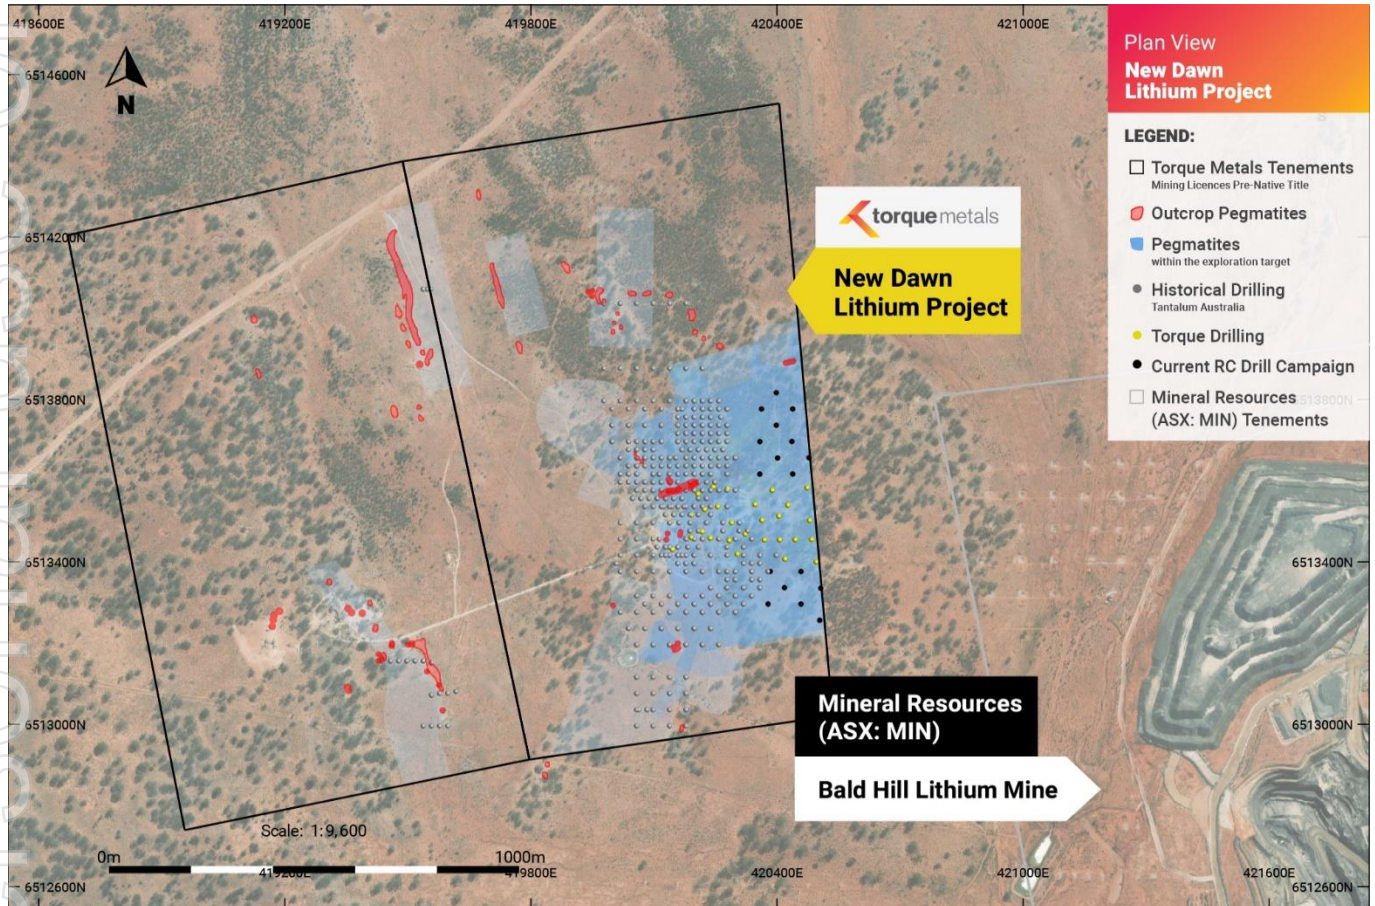 418600E
419200E
419800E
420400E
421000E
6514600N
6514200N
6513800N
6513400N
6513000N
6512600N
N
Plan View
New Dawn
Lithium Project
LEGEND:
Torque Metals Tenements
Mining Licences Pre-Native Title
Outcrop Pegmatites
Pegmatites
within the exploration target
Historical Drilling
Tantalum Australia
Torque Drilling
Current RC Drill Campaign
Mineral Resources
(ASX: MIN) Tenements
6513800N
torque metals
New Dawn
Lithium Project
6513400N
6513000N
Mineral Resources
(ASX: MIN)
Bald Hill Lithium Mine
Scale: 1:9,600
0m
1000m
419200E
419800E
420400E
421000E
421600E
6512600N